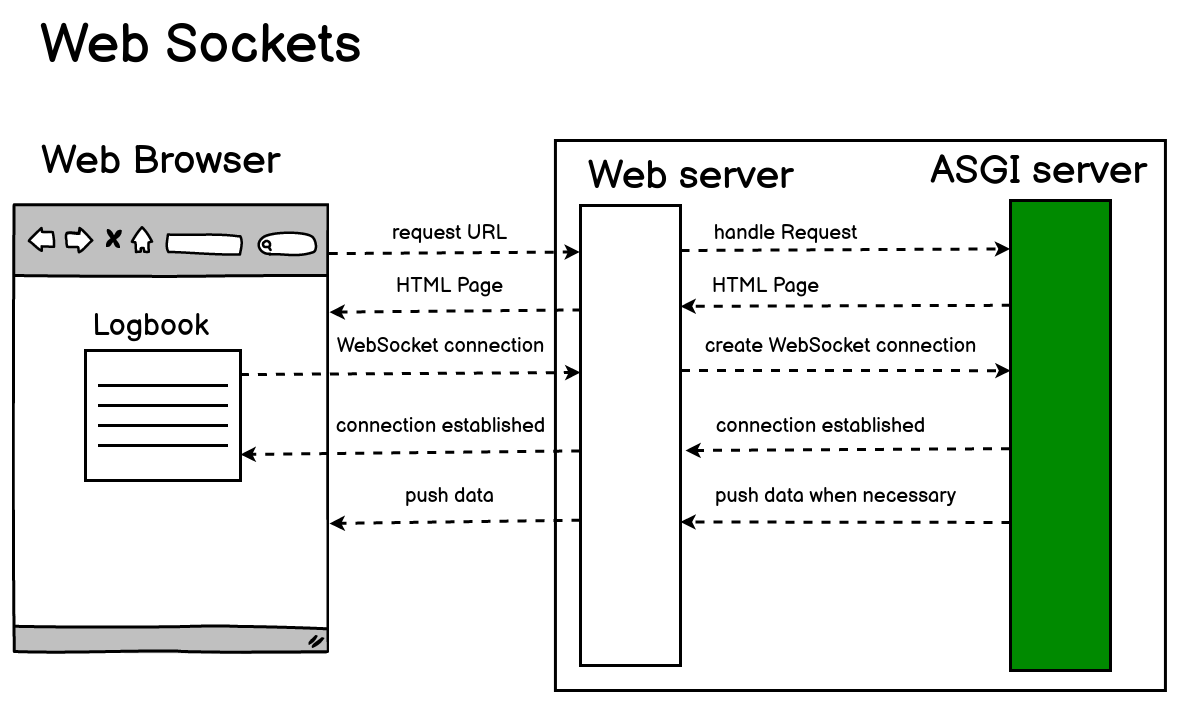 Web Sockets
Web Browser
Web server
ASGI server
request URL
handle Request
HTML Page
HTML Page
Logbook
WebSocket connection
create WebSocket connection
connection established
connection established
push data
push data when necessary